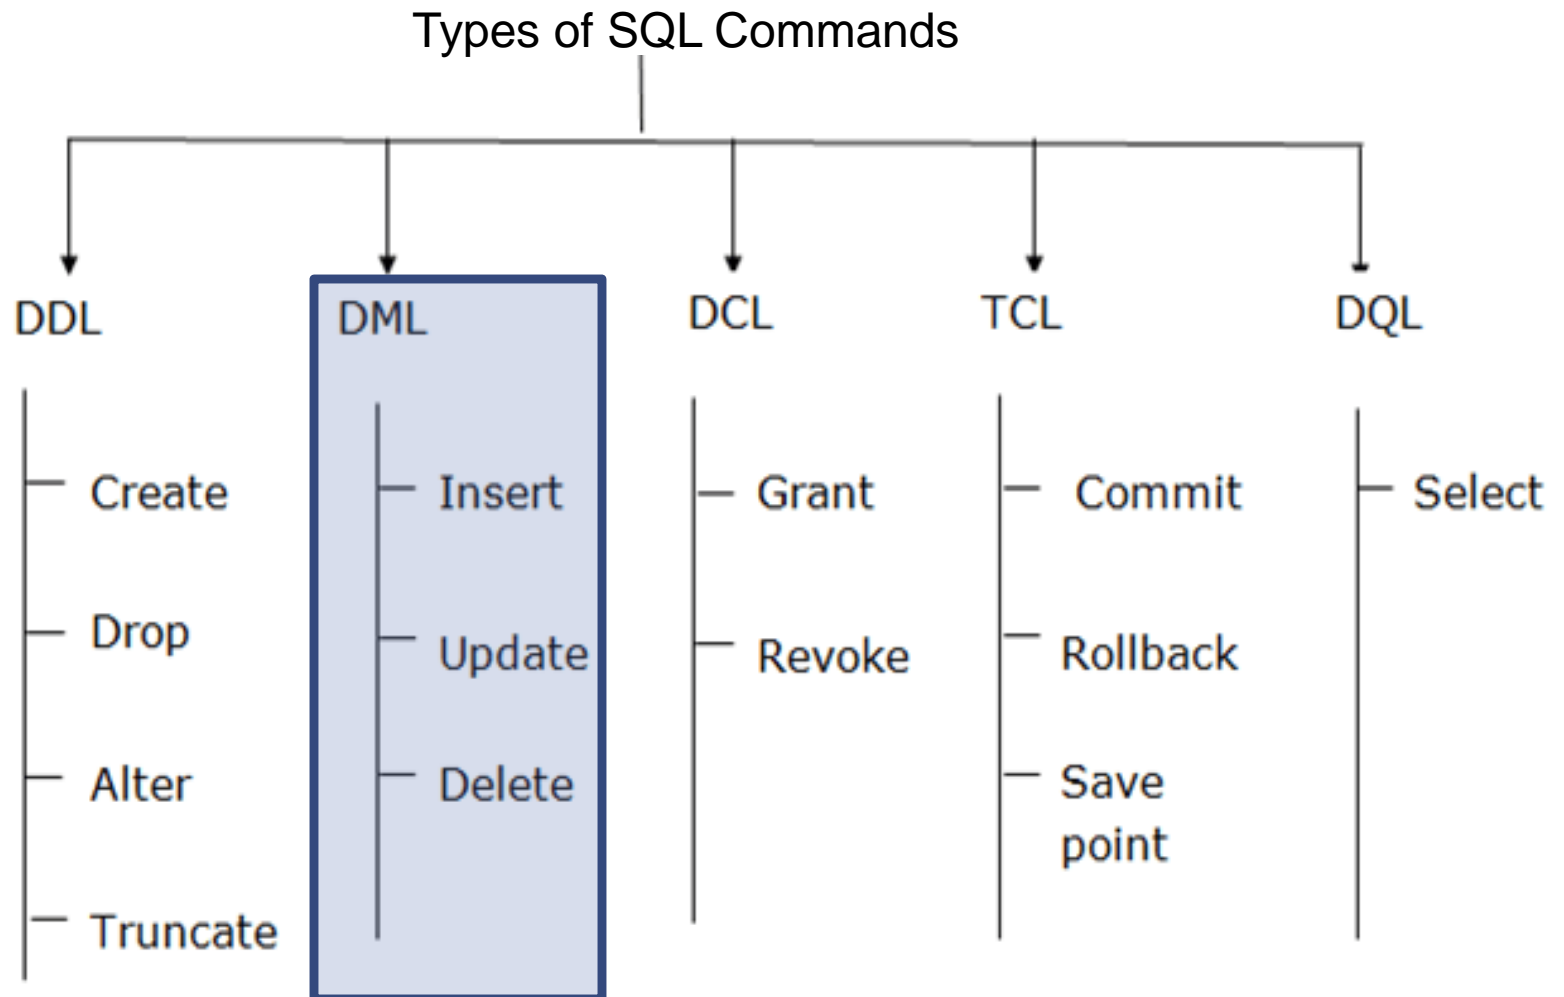 Types of SQL Commands
DDL
Create
Drop
Alter
Truncate
DML
Insert
Update
Delete
DCL
Grant
Revoke
TCL
Commit
Rollback
Save
point
DQL
Select